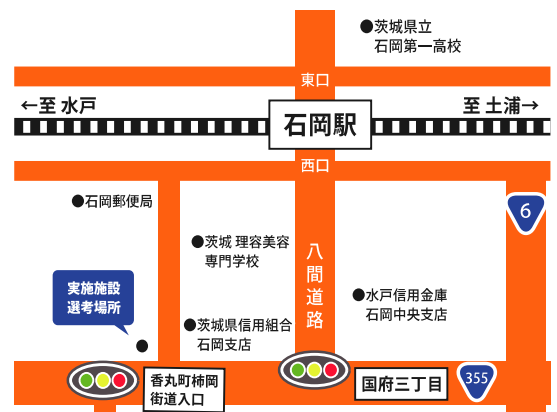 ●茨城県立
石岡第一高校
東口
←至 水戸
至 土浦→
石岡駅
西口
●石岡郵便局
6
●茨城 理容美容
専門学校
八間道路
実施施設
選考場所
●水戸信用金庫
石岡中央支店
●茨城県信用組合
石岡支店
香丸町柿岡
街道入口
国府三丁目
355